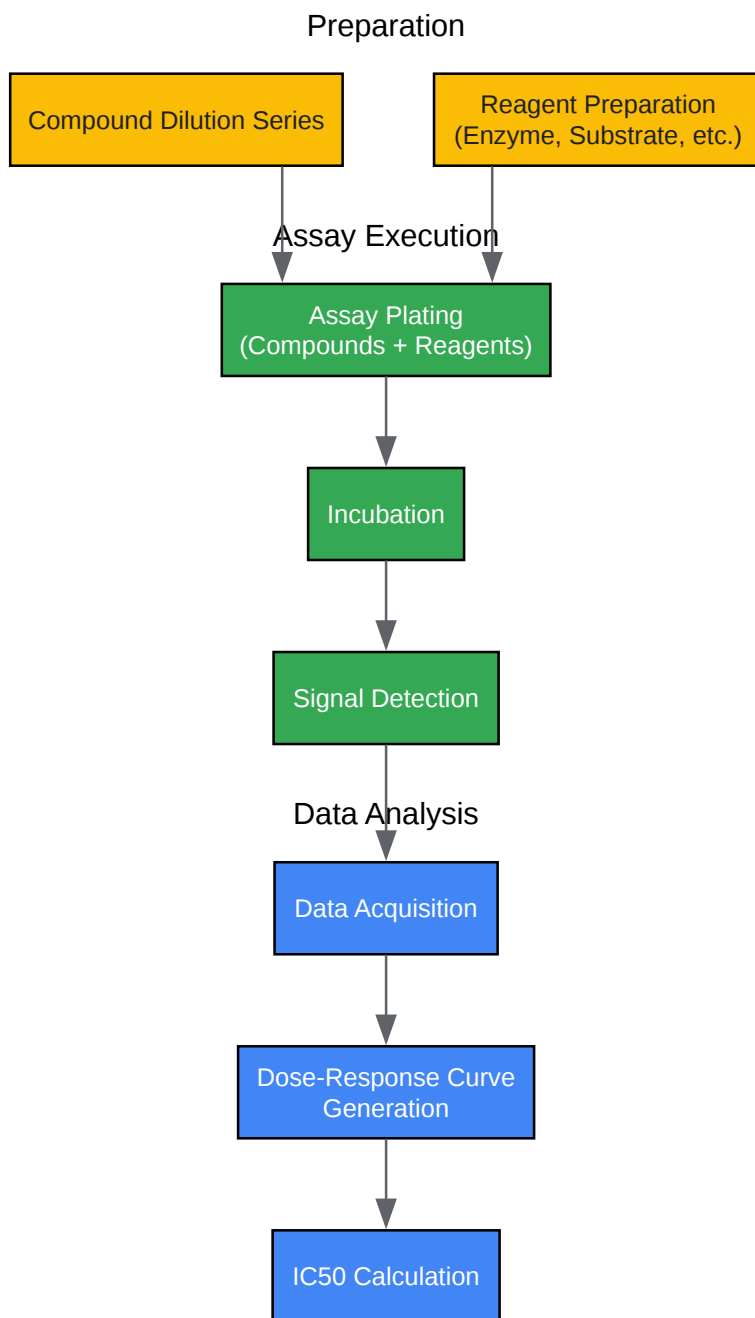 Preparation
Compound Dilution Series
Reagent Preparation
(Enzyme, Substrate, etc.)
Assay Execution
Assay Plating
(Compounds + Reagents)
Incubation
Signal Detection
Data Analysis
Data Acquisition
Dose-Response Curve
Generation
IC50 Calculation